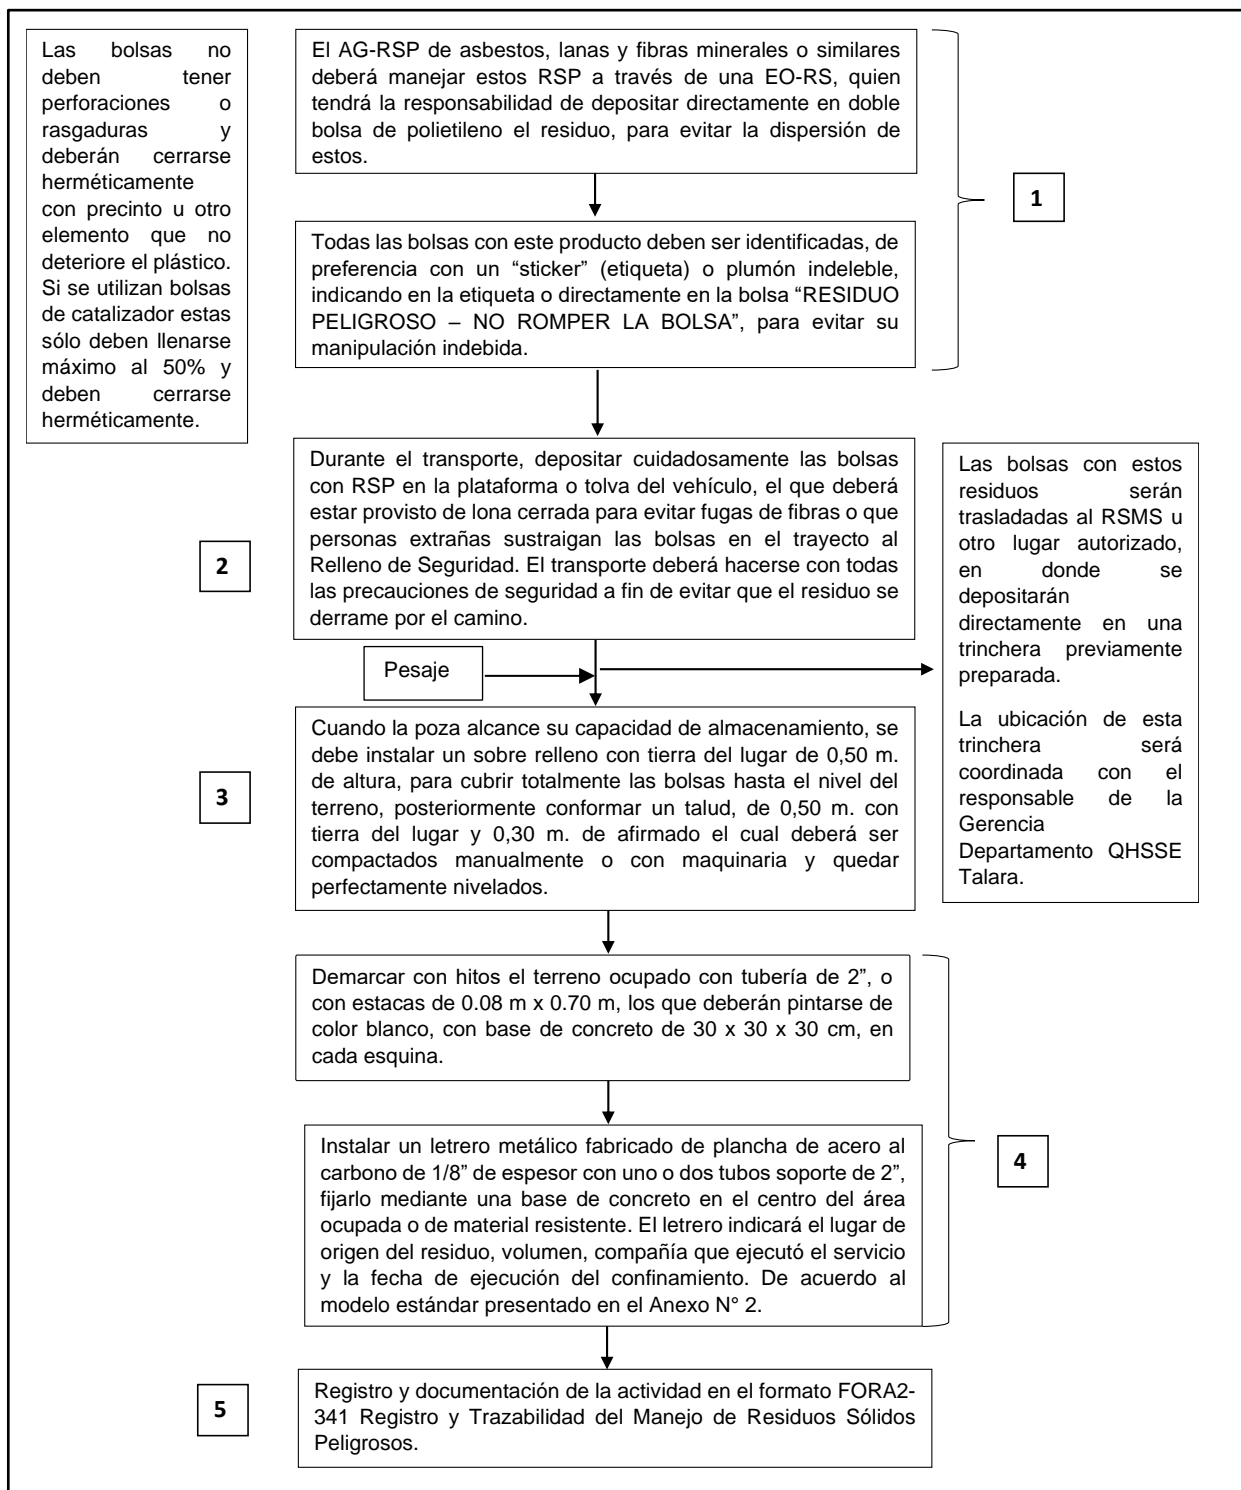 Las bolsas no
deben tener
perforaciones o
rasgaduras y
deberán cerrarse
herméticamente
con precinto u otro
elemento que no
deteriore el plástico.
Si se utilizan bolsas
de catalizador estas
sólo deben llenarse
máximo al 50% y
deben cerrarse
herméticamente.
El AG-RSP de asbestos, lanas y fibras minerales o similares
deberá manejar estos RSP a través de una EO-RS, quien
tendrá la responsabilidad de depositar directamente en doble
bolsa de polietileno el residuo, para evitar la dispersión de
estos.
1
Todas las bolsas con este producto deben ser identificadas, de
preferencia con un “sticker” (etiqueta) o plumón indeleble,
indicando en la etiqueta o directamente en la bolsa “RESIDUO
PELIGROSO – NO ROMPER LA BOLSA”, para evitar su
manipulación indebida.
2
Durante el transporte, depositar cuidadosamente las bolsas
con RSP en la plataforma o tolva del vehículo, el que deberá
estar provisto de lona cerrada para evitar fugas de fibras o que
personas extrañas sustraigan las bolsas en el trayecto al
Relleno de Seguridad. El transporte deberá hacerse con todas
las precauciones de seguridad a fin de evitar que el residuo se
derrame por el camino.
Las bolsas con estos
residuos serán
trasladadas al RSMS u
otro lugar autorizado,
en donde se
depositarán
directamente en una
trinchera previamente
preparada.
La ubicación de esta
trinchera será
coordinada con el
responsable de la
Gerencia
Departamento QHSSE
Talara.
Pesaje
3
Cuando la poza alcance su capacidad de almacenamiento, se
debe instalar un sobre relleno con tierra del lugar de 0,50 m.
de altura, para cubrir totalmente las bolsas hasta el nivel del
terreno, posteriormente conformar un talud, de 0,50 m. con
tierra del lugar y 0,30 m. de afirmado el cual deberá ser
compactados manualmente o con maquinaria y quedar
perfectamente nivelados.
Demarcar con hitos el terreno ocupado con tubería de 2”, o
con estacas de 0.08 m x 0.70 m, los que deberán pintarse de
color blanco, con base de concreto de 30 x 30 x 30 cm, en
cada esquina.
4
Instalar un letrero metálico fabricado de plancha de acero al
carbono de 1/8” de espesor con uno o dos tubos soporte de 2”,
fijarlo mediante una base de concreto en el centro del área
ocupada o de material resistente. El letrero indicará el lugar de
origen del residuo, volumen, compañía que ejecutó el servicio
y la fecha de ejecución del confinamiento. De acuerdo al
modelo estándar presentado en el Anexo N° 2.
5
Registro y documentación de la actividad en el formato FORA2-
341 Registro y Trazabilidad del Manejo de Residuos Sólidos
Peligrosos.